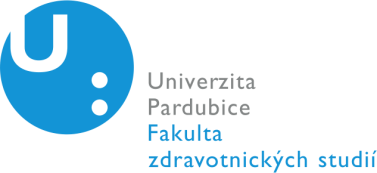 U:
Univerzita
Pardubice
Fakulta
zdravotnických studií